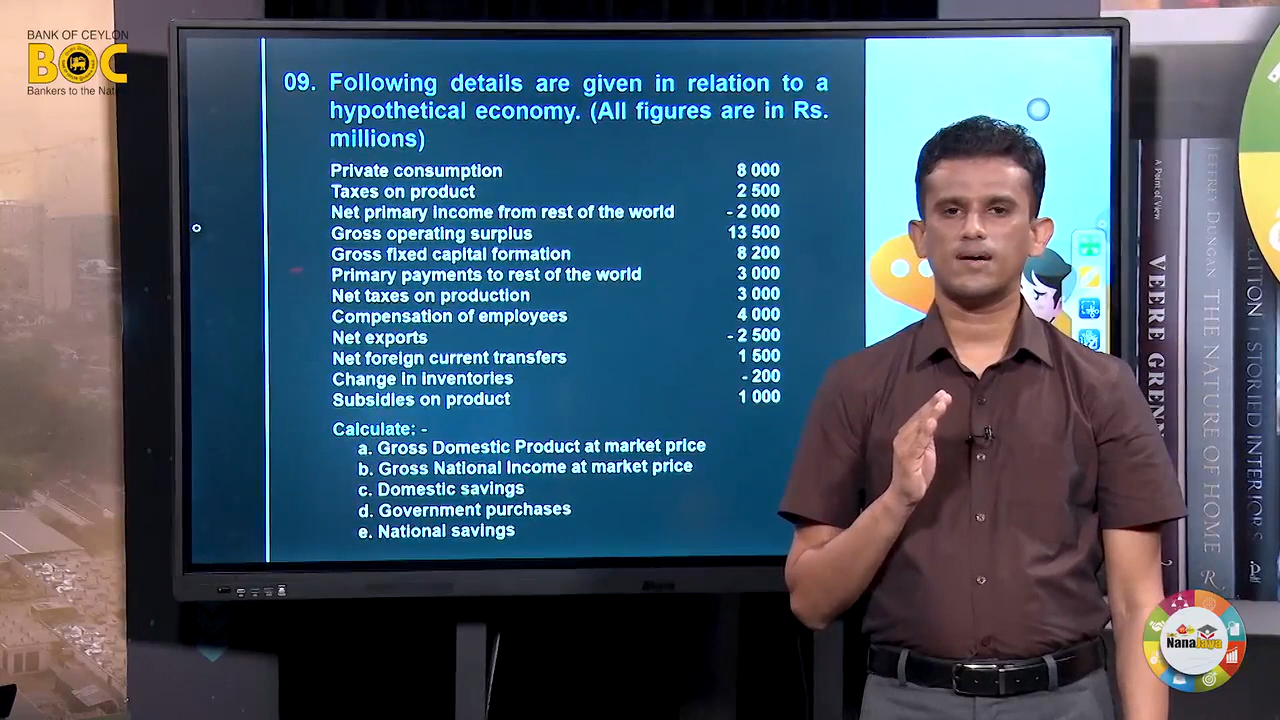 BANK OF CEYLON
BOC
Bankers to the Nati
09. Following details are given in relation to a
hypothetical economy. (All figures are in Rs.
millions)
Private consumption 8 000
Taxes on product 2 500
Net primary income from rest of the world - 2 000
Gross operating surplus 13 500
Gross fixed capital formation 8 200
Primary payments to rest of the world 3 000
Net taxes on production 3 000
Compensation of employees 4 000
Net exports - 2 500
Net foreign current transfers 1 500
Change in inventories - 200
Subsidies on product 1 000
Calculate: -
a. Gross Domestic Product at market price
b. Gross National Income at market price
c. Domestic savings
d. Government purchases
e. National savings
A Point of View
VEERE GREN
JEFFREY DUNGAN THE NATURE OF HOME
STORIED INTERIOR
NanaJaya